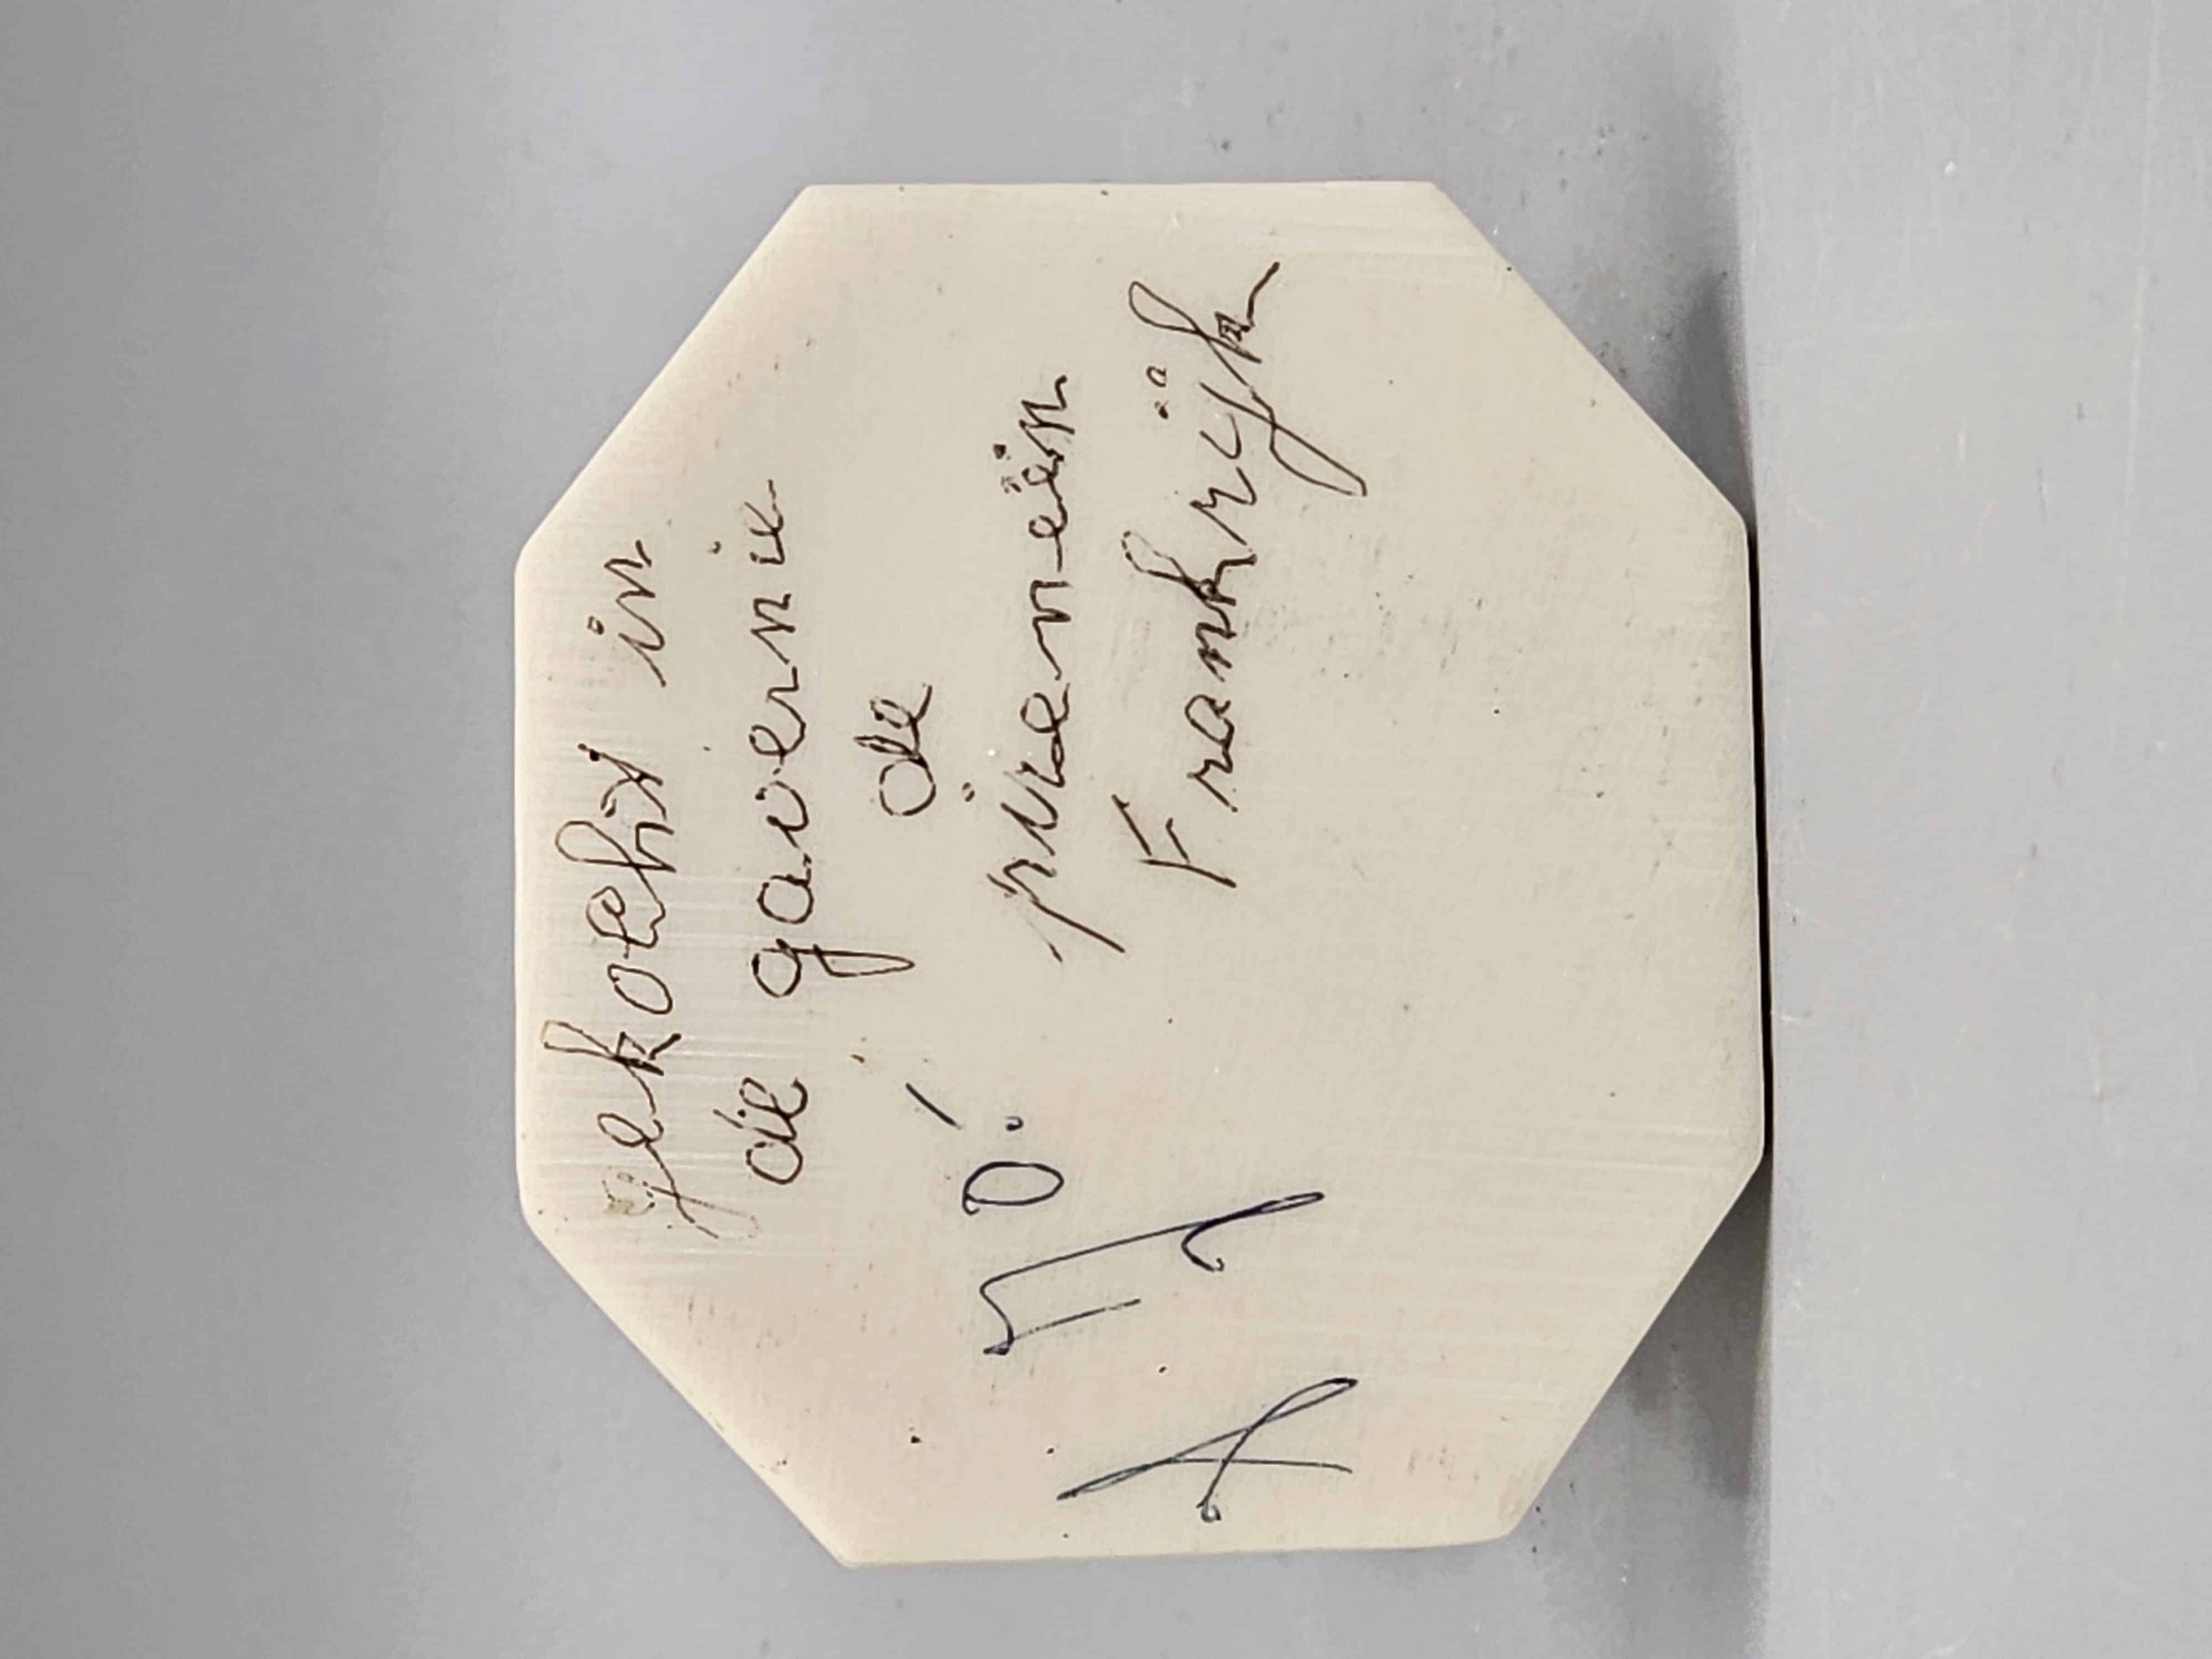 gekocht in
de gavernie
de
pireneeën
Frankrijk